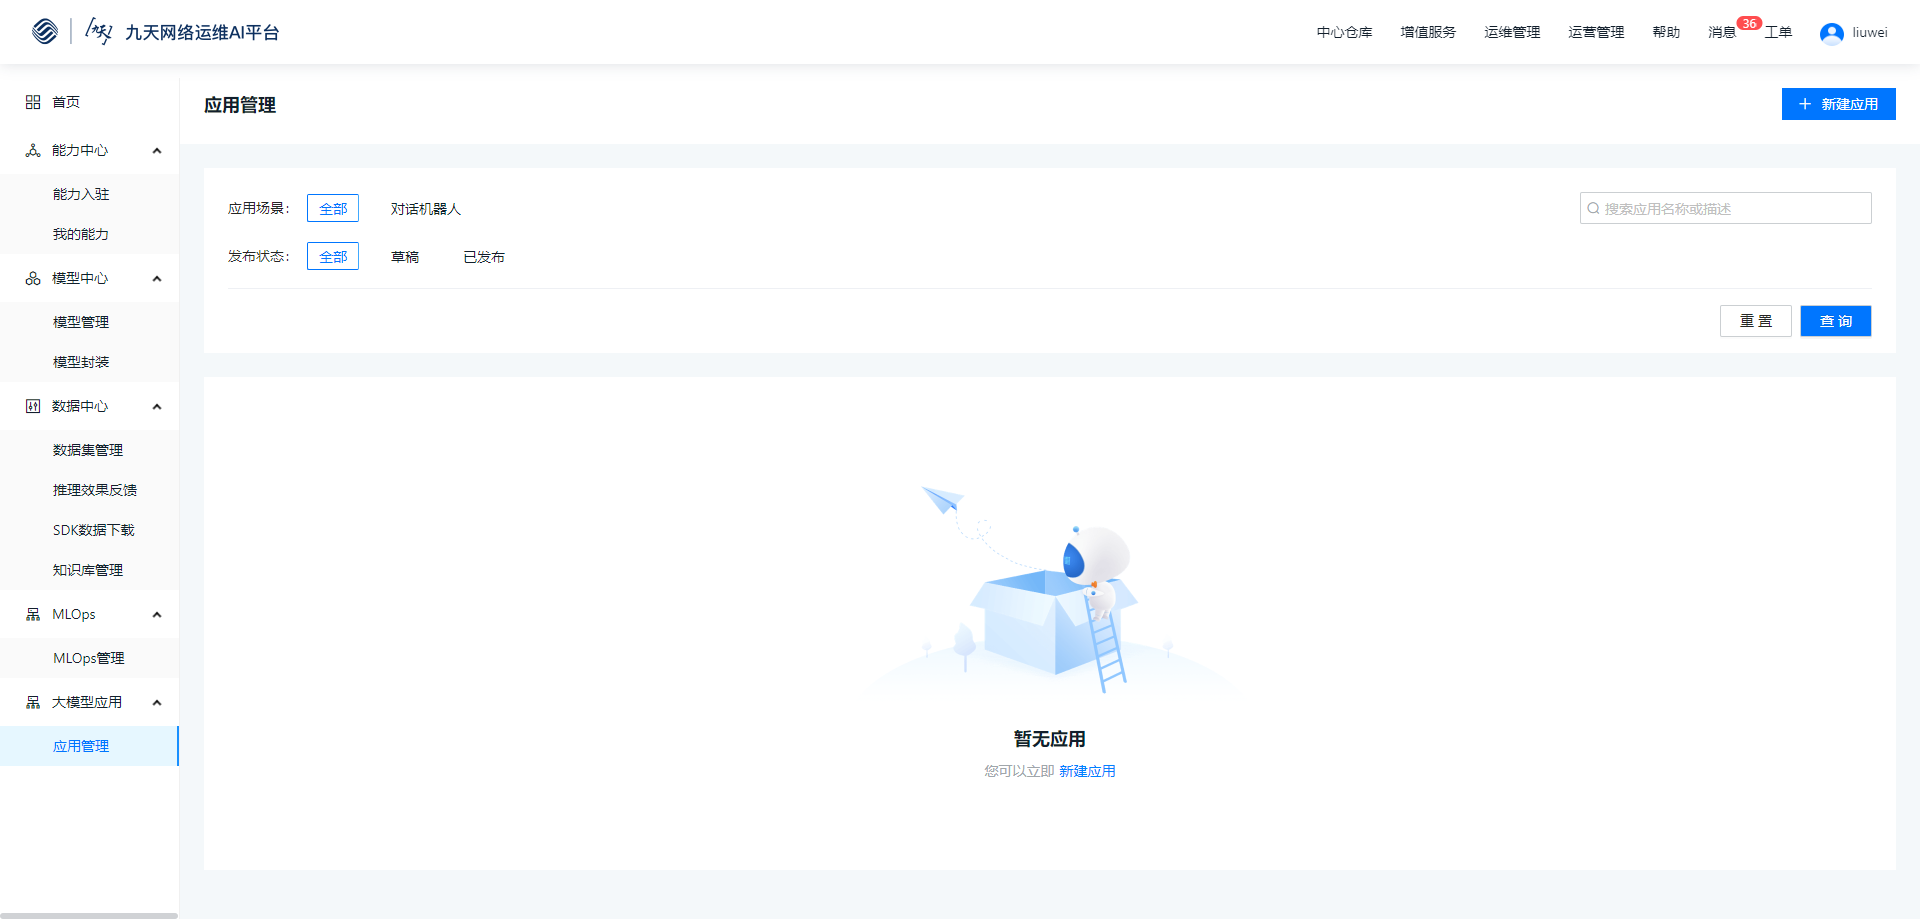 九天 九天网络运维AI平台
中心仓库 增值服务 运维管理 运营管理 帮助 消息 36 工单 liuwei
首页
能力中心
能力入驻
我的能力
模型中心
模型管理
模型封装
数据中心
数据集管理
推理效果反馈
SDK数据下载
知识库管理
MLOps
MLOps管理
大模型应用
应用管理
应用管理
新建应用
应用场景: 全部 对话机器人
搜索应用名称或描述
发布状态: 全部 草稿 已发布
重置 查询
暂无应用
您可以立即 新建应用